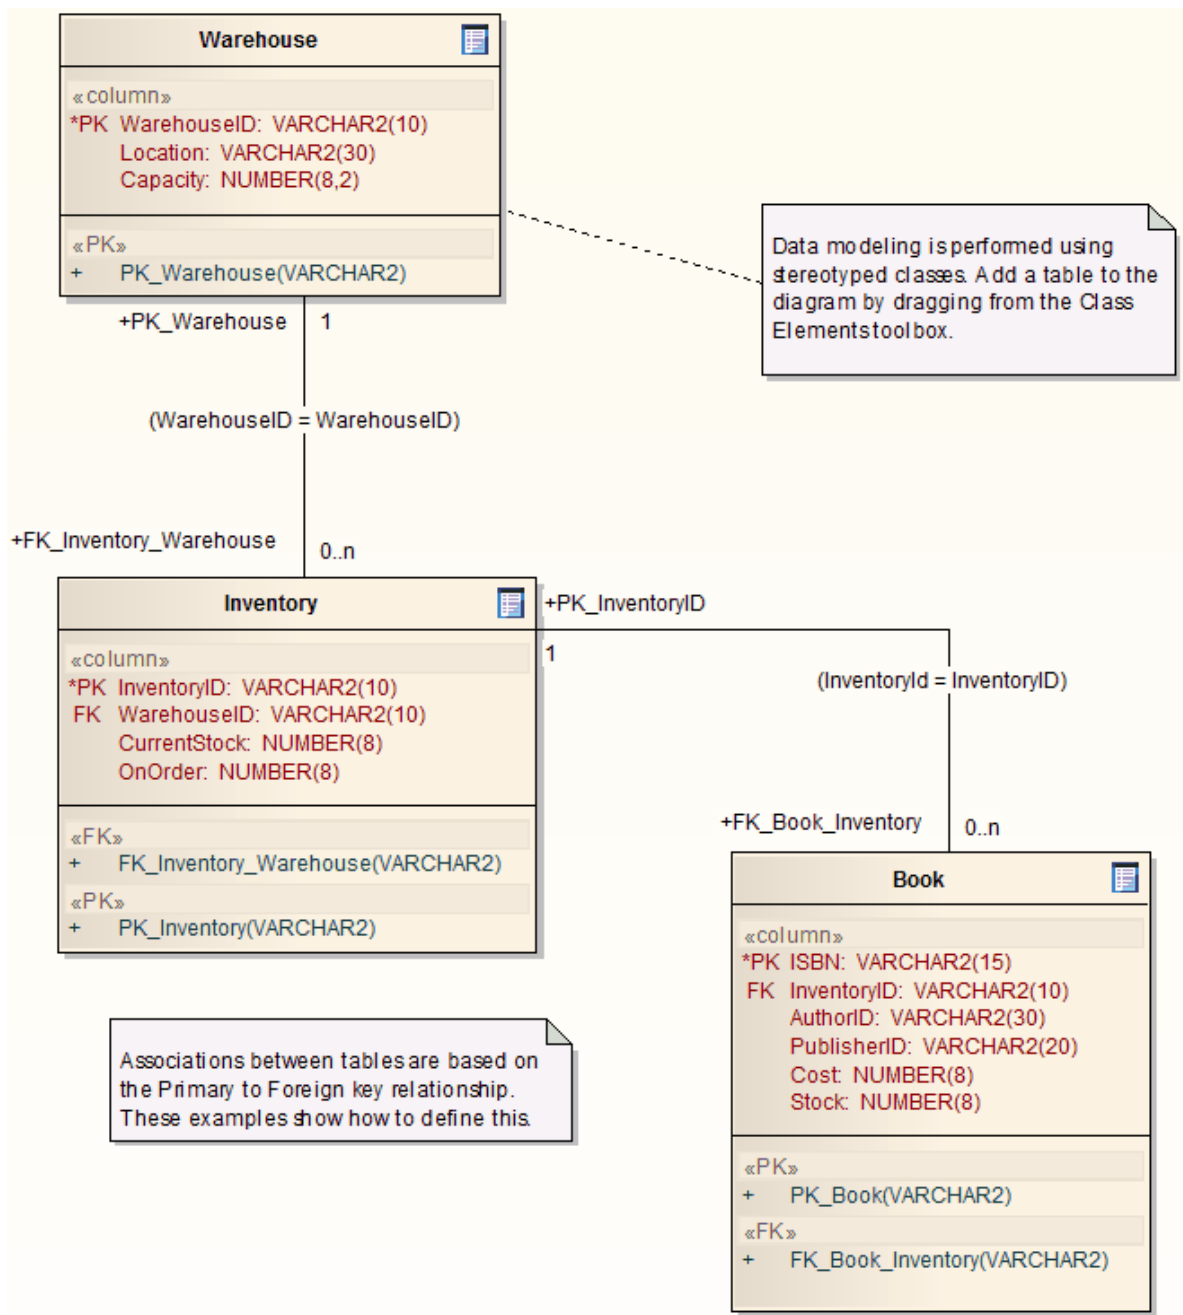 Warehouse
«column»
*PK WarehouseID: VARCHAR2(10)
Location: VARCHAR2(30)
Capacity: NUMBER(8,2)
«PK»
+ PK_Warehouse(VARCHAR2)
Data modeling is performed using
stereotyped classes. Add a table to the
diagram by dragging from the Class
Elements toolbox.
+PK_Warehouse 1
(WarehouseID = WarehouseID)
+FK_Inventory_Warehouse 0..n
Inventory
«column»
*PK InventoryID: VARCHAR2(10)
FK WarehouseID: VARCHAR2(10)
CurrentStock: NUMBER(8)
OnOrder: NUMBER(8)
«FK»
+ FK_Inventory_Warehouse(VARCHAR2)
«PK»
+ PK_Inventory(VARCHAR2)
+PK_InventoryID
1
(InventoryId = InventoryID)
+FK_Book_Inventory 0..n
Book
«column»
*PK ISBN: VARCHAR2(15)
FK InventoryID: VARCHAR2(10)
AuthorID: VARCHAR2(30)
PublisherID: VARCHAR2(20)
Cost: NUMBER(8)
Stock: NUMBER(8)
«PK»
+ PK_Book(VARCHAR2)
«FK»
+ FK_Book_Inventory(VARCHAR2)
Associations between tables are based on
the Primary to Foreign key relationship.
These examples show how to define this.